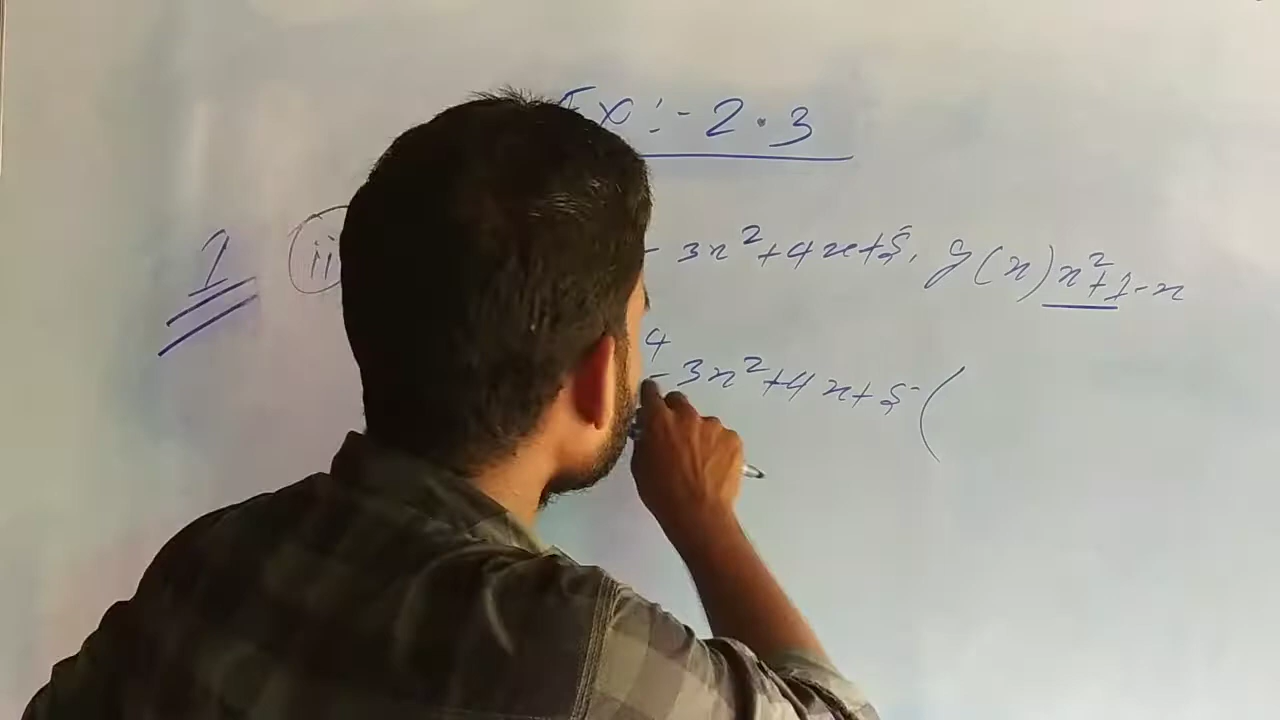 Ex:- 2.3
1 (ii) - 3x²+4x+5, g(x) x²+1-x
4 - 3x²+4x+5 (